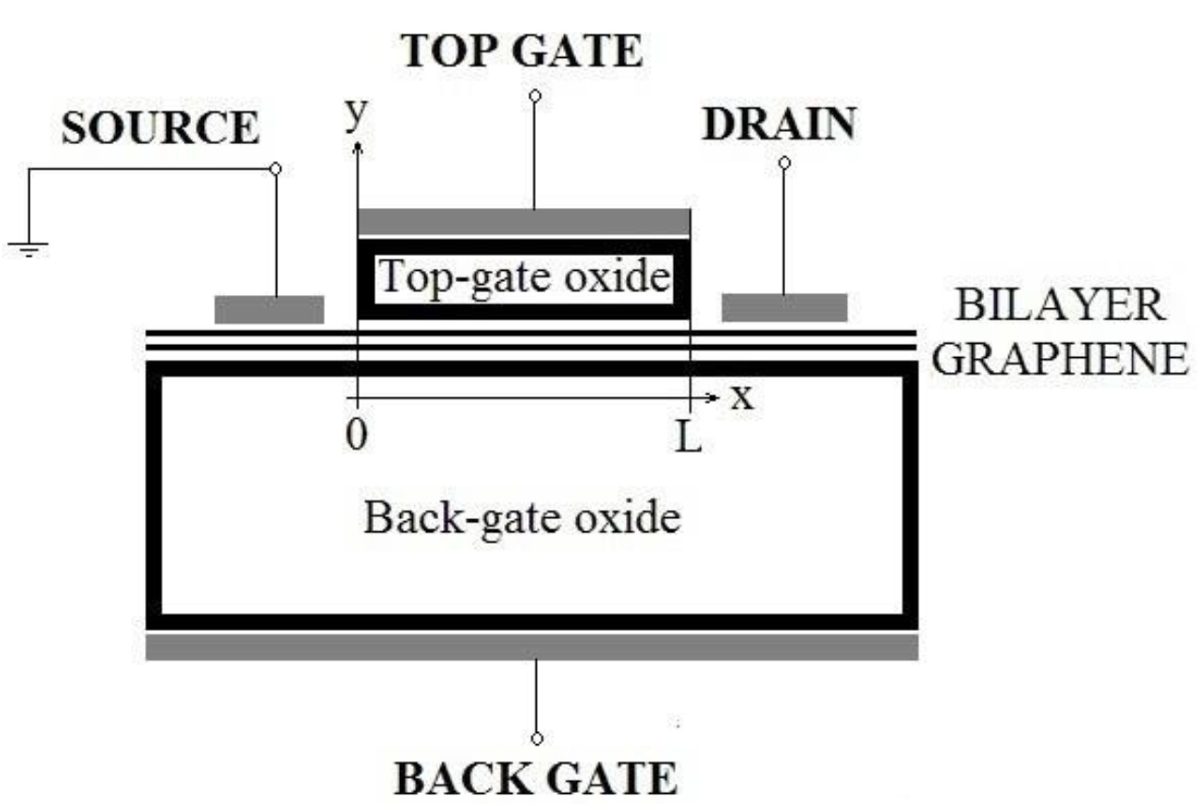 TOP GATE
SOURCE
y
DRAIN
Top-gate oxide
BILAYER
GRAPHENE
x
0
L
Back-gate oxide
BACK GATE